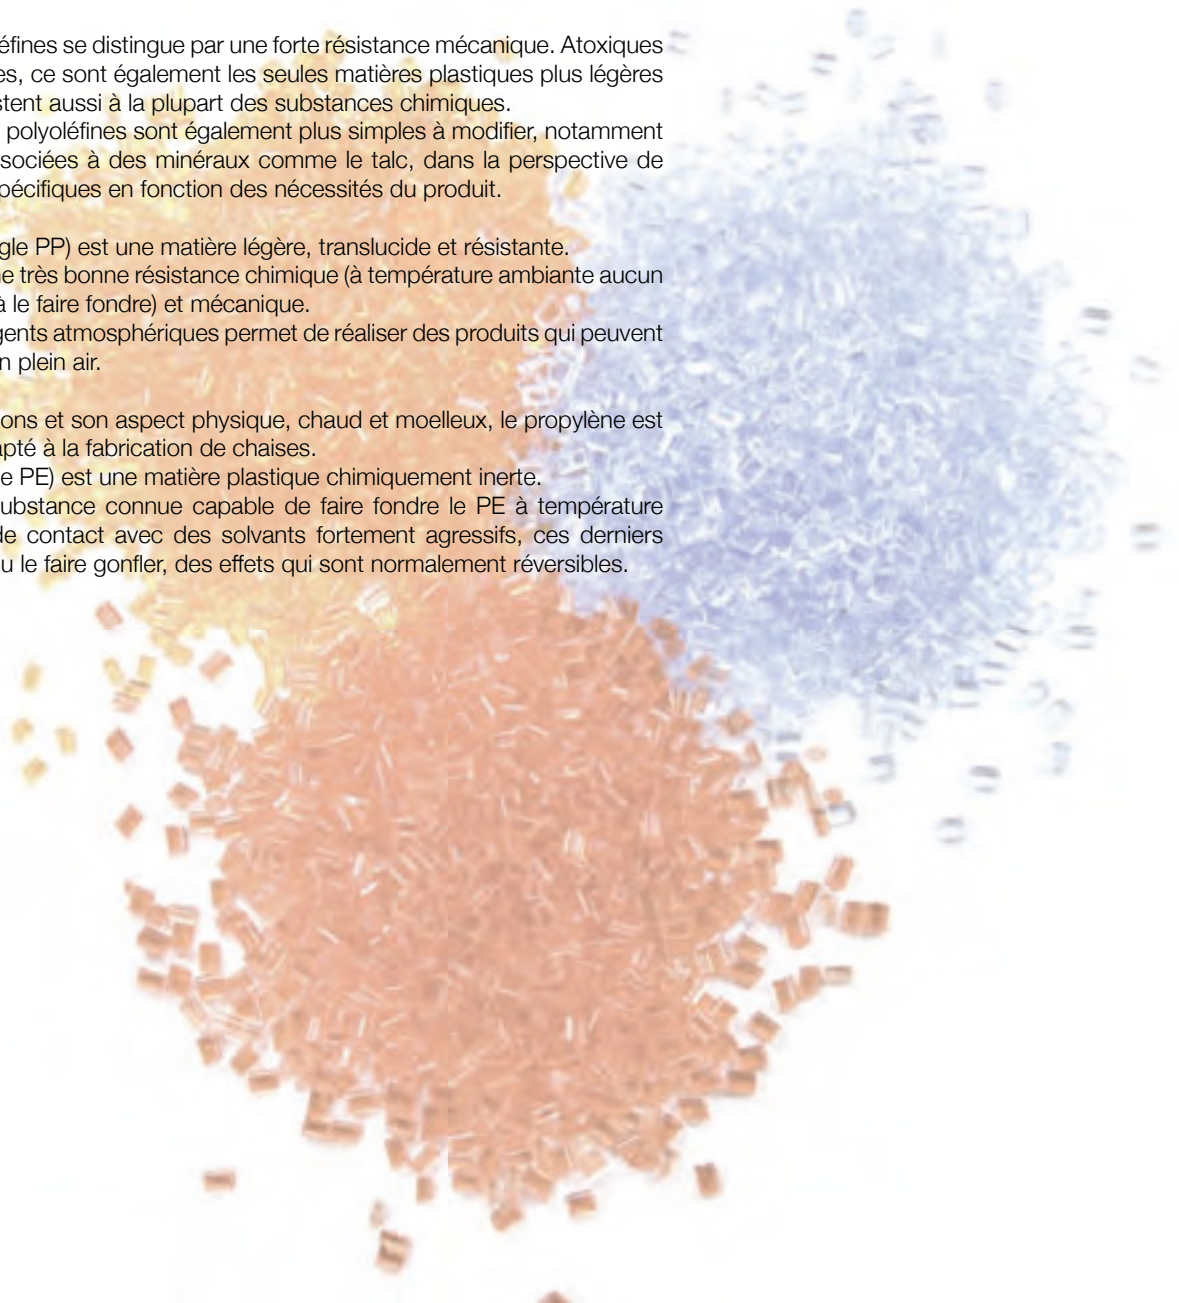 éfines se distingue par une forte résistance mécanique. Atoxiques
es, ce sont également les seules matières plastiques plus légères
stent aussi à la plupart des substances chimiques.
polyoléfines sont également plus simples à modifier, notamment
sociées à des minéraux comme le talc, dans la perspective de
pécifiques en fonction des nécessités du produit.
gle PP) est une matière légère, translucide et résistante.
ne très bonne résistance chimique (à température ambiante aucun
à le faire fondre) et mécanique.
gents atmosphériques permet de réaliser des produits qui peuvent
n plein air.
ons et son aspect physique, chaud et moelleux, le propylène est
apté à la fabrication de chaises.
e PE) est une matière plastique chimiquement inerte.
ubstance connue capable de faire fondre le PE à température
de contact avec des solvants fortement agressifs, ces derniers
u le faire gonfler, des effets qui sont normalement réversibles.